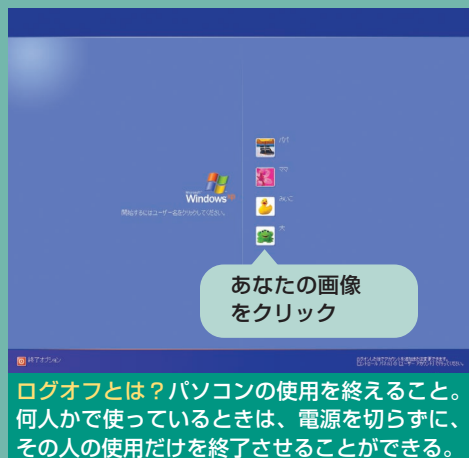 パパ
ママ
Microsoft
Windows xp
開始するにはユーザー名をクリックしてください。
あなたの画像
をクリック
終了オプション
ログオフとは？パソコンの使用を終えること。
何人かで使っているときは、電源を切らずに、
その人の使用だけを終了させることができる。